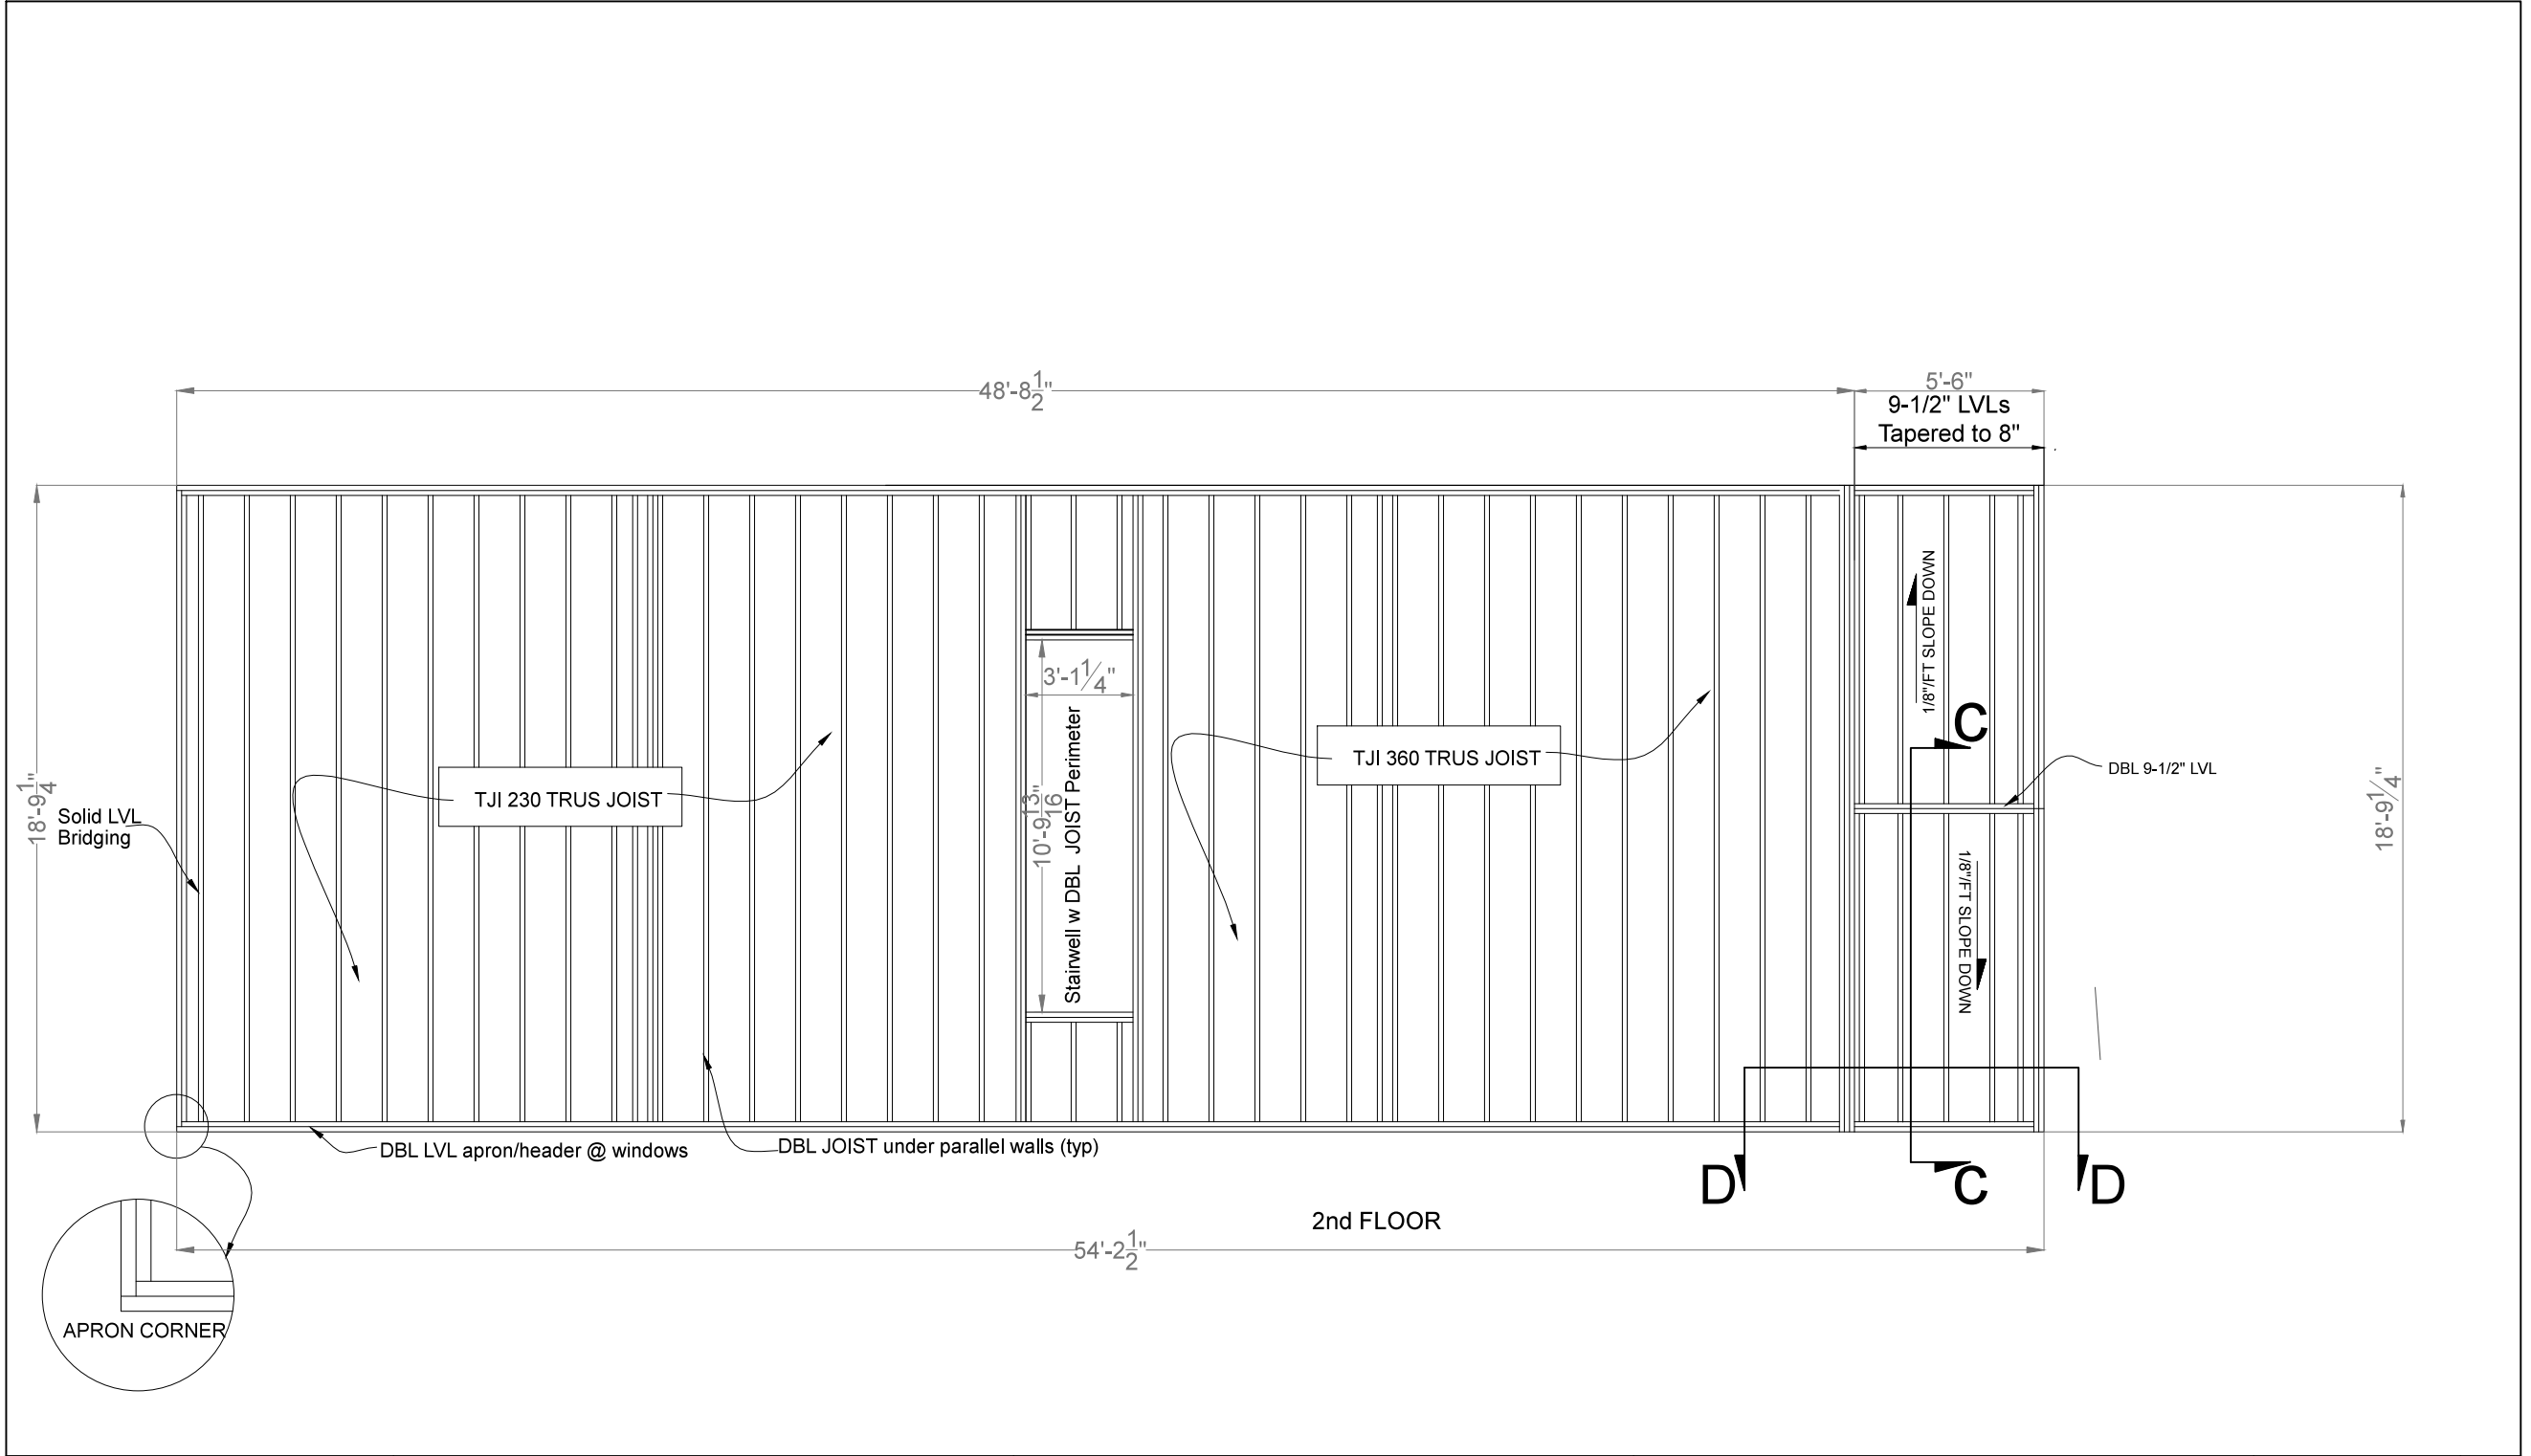 48'-8 1/2"
5'-6"
9-1/2" LVLs
Tapered to 8"
1/8"/FT SLOPE DOWN
3'-1 1/4"
C
Stairwell w DBL  JOIST Perimeter
10'-9 13/16"
TJI 360 TRUS JOIST
DBL 9-1/2" LVL
TJI 230 TRUS JOIST
18'-9 1/4"
18'-9 1/4"
Solid LVL
Bridging
1/8"/FT SLOPE DOWN
DBL LVL apron/header @ windows
DBL JOIST under parallel walls (typ)
D
C
D
2nd FLOOR
54'-2 1/2"
APRON CORNER